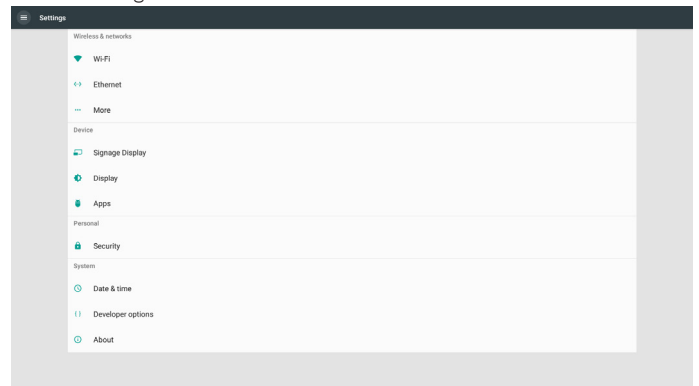 Settings
Wireless & networks
Wi-Fi
Ethernet
More
Device
Signage Display
Display
Apps
Personal
Security
System
Date & time
Developer options
About